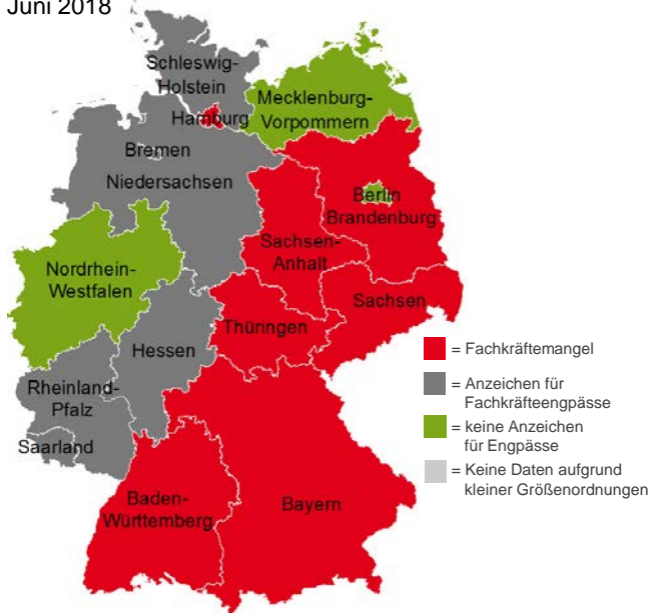 Juni 2018
Schleswig-
Holstein
Mecklenburg-
Vorpommern
Hamburg
Bremen
Niedersachsen
Berlin
Brandenburg
Sachsen-
Anhalt
Nordrhein-
Westfalen
Sachsen
Thüringen
Hessen
Rheinland-
Pfalz
Saarland
Baden-
Württemberg
Bayern
= Fachkräftemangel
= Anzeichen für
Fachkräfteengpässe
= keine Anzeichen
für Engpässe
= Keine Daten aufgrund
kleiner Größenordnungen